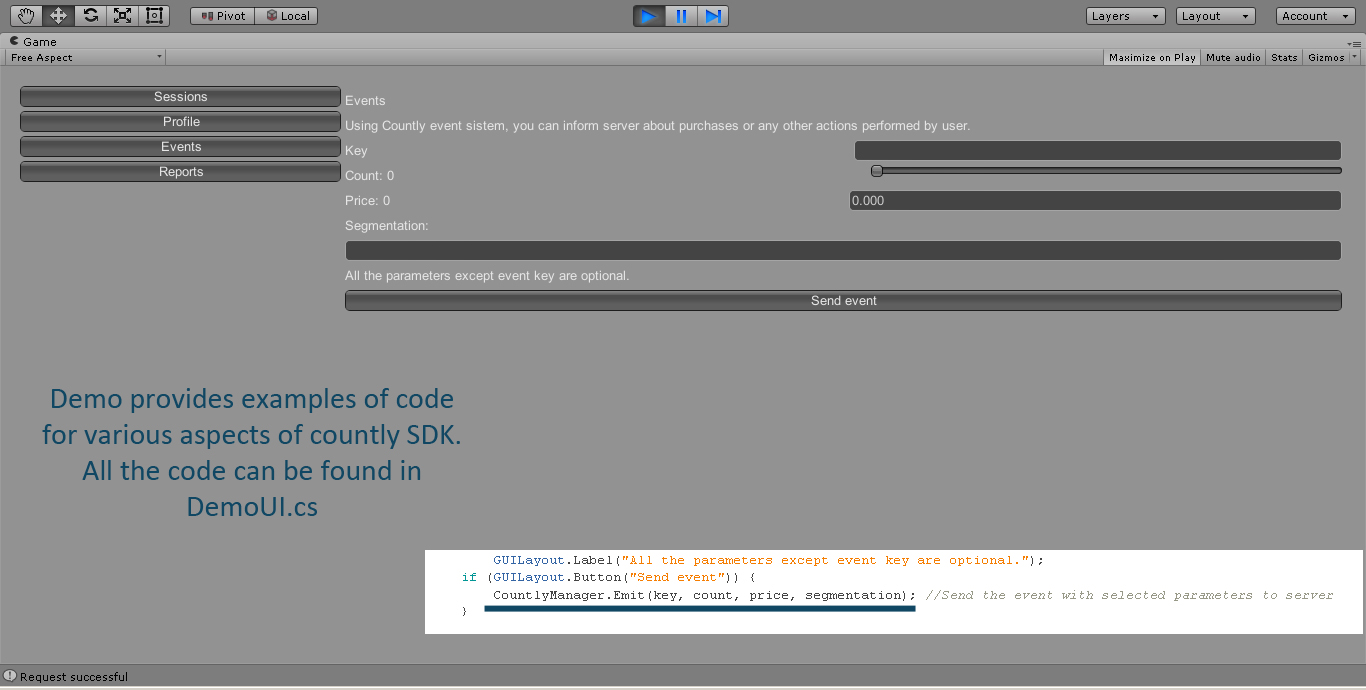 Pivot Local Layers Layout Account
Game
Free Aspect Maximize on Play Mute audio Stats Gizmos
Sessions
Profile
Events
Reports
Events
Using Countly event sistem, you can inform server about purchases or any other actions performed by user.
Key
Count: 0
Price: 0 0.000
Segmentation:
All the parameters except event key are optional.
Send event
Demo provides examples of code
for various aspects of countly SDK.
All the code can be found in
DemoUI.cs
GUILayout.Label("All the parameters except event key are optional.");
if (GUILayout.Button("Send event")) {
CountlyManager.Emit(key, count, price, segmentation); //Send the event with selected parameters to server
}
Request successful